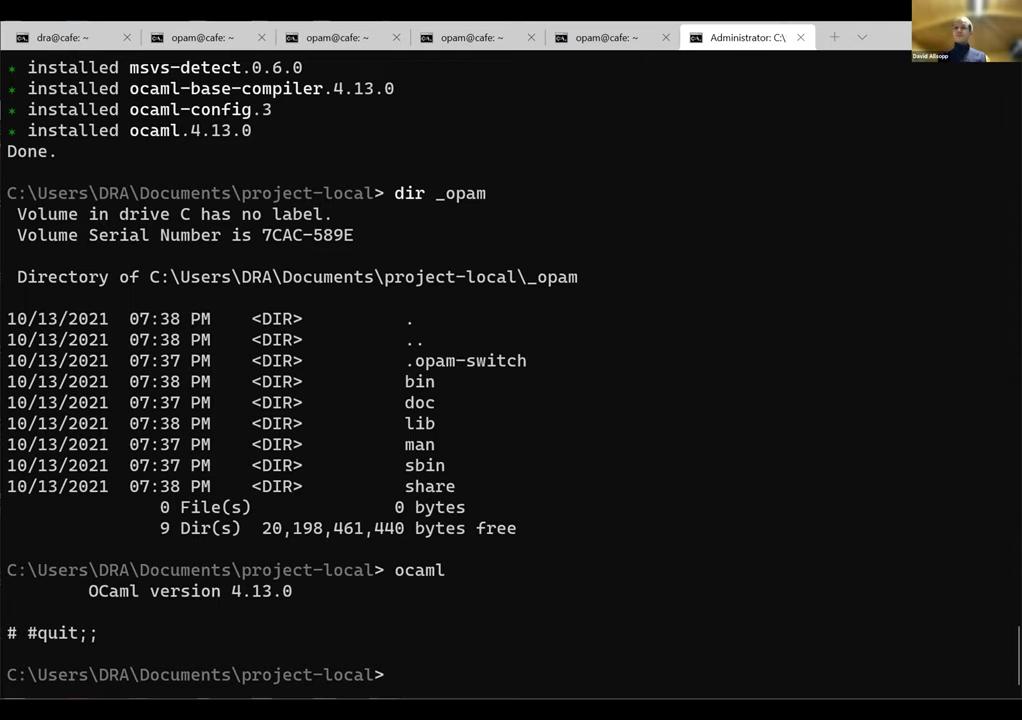 dra@cafe: ~ opam@cafe: ~ opam@cafe: ~ opam@cafe: ~ opam@cafe: ~ Administrator: C:\
David Allsopp
* installed msvs-detect.0.6.0
* installed ocaml-base-compiler.4.13.0
* installed ocaml-config.3
* installed ocaml.4.13.0
Done.
C:\Users\DRA\Documents\project-local> dir _opam
Volume in drive C has no label.
Volume Serial Number is 7CAC-589E
Directory of C:\Users\DRA\Documents\project-local\_opam
10/13/2021 07:38 PM <DIR> .
10/13/2021 07:38 PM <DIR> ..
10/13/2021 07:37 PM <DIR> .opam-switch
10/13/2021 07:38 PM <DIR> bin
10/13/2021 07:37 PM <DIR> doc
10/13/2021 07:38 PM <DIR> lib
10/13/2021 07:37 PM <DIR> man
10/13/2021 07:37 PM <DIR> sbin
10/13/2021 07:38 PM <DIR> share
0 File(s) 0 bytes
9 Dir(s) 20,198,461,440 bytes free
C:\Users\DRA\Documents\project-local> ocaml
OCaml version 4.13.0
# #quit;;
C:\Users\DRA\Documents\project-local>